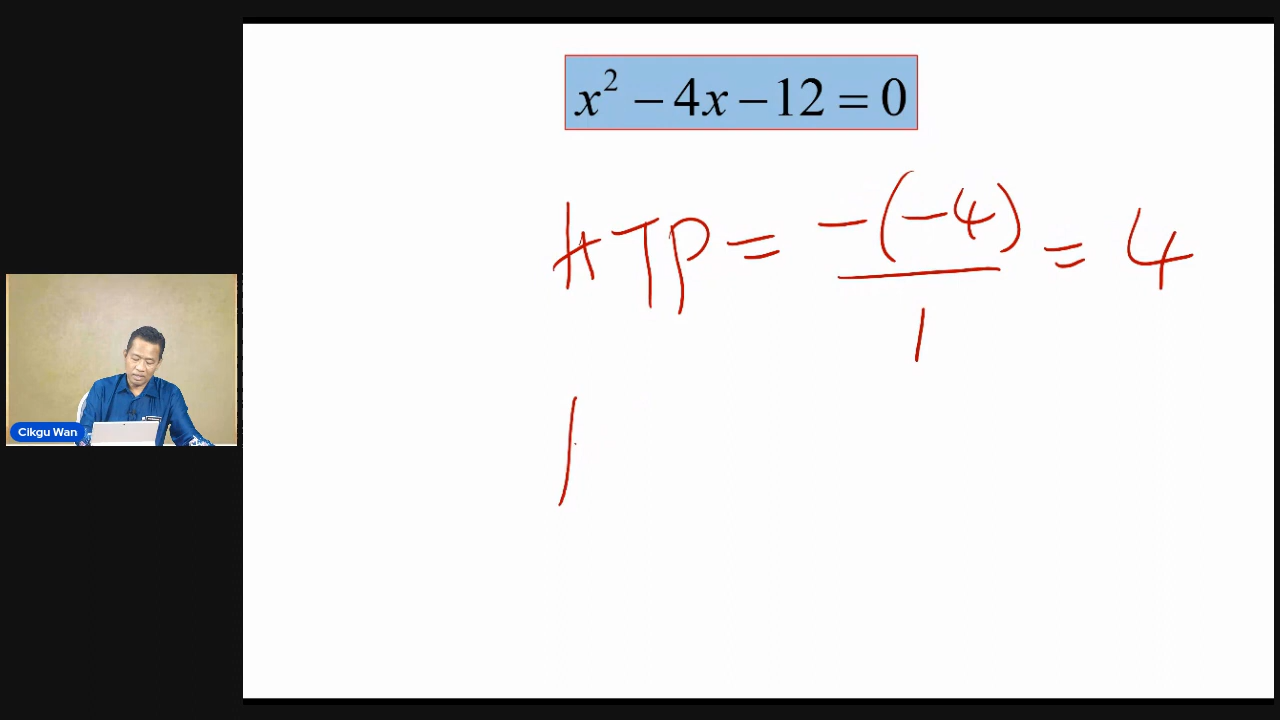 x² − 4x − 12 = 0
HTP = −(−4)/1 = 4
Cikgu Wan